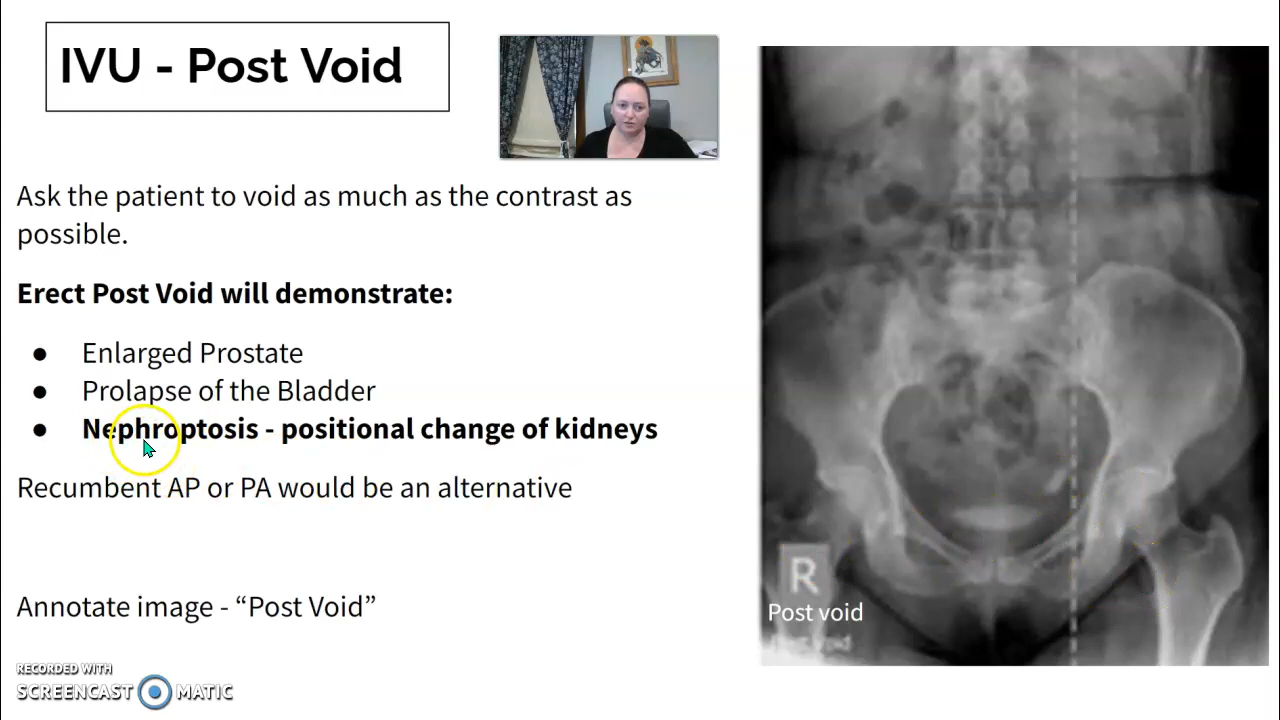 IVU - Post Void
Ask the patient to void as much as the contrast as
possible.
Erect Post Void will demonstrate:
● Enlarged Prostate
● Prolapse of the Bladder
● Nephroptosis - positional change of kidneys
Recumbent AP or PA would be an alternative
Annotate image - “Post Void”
R
Post void
RECORDED WITH
SCREENCAST MATIC